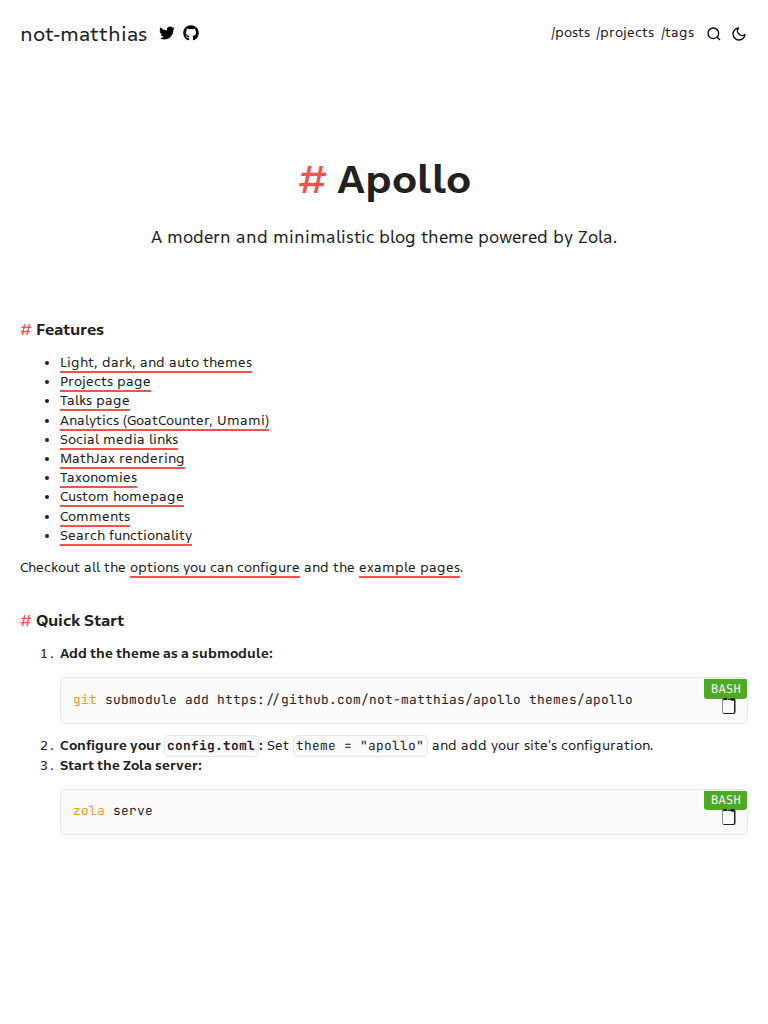 not-matthias
/posts /projects /tags
# Apollo
A modern and minimalistic blog theme powered by Zola.
# Features
• Light, dark, and auto themes
• Projects page
• Talks page
• Analytics (GoatCounter, Umami)
• Social media links
• MathJax rendering
• Taxonomies
• Custom homepage
• Comments
• Search functionality
Checkout all the options you can configure and the example pages.
# Quick Start
1. Add the theme as a submodule:
BASH
git submodule add https://github.com/not-matthias/apollo themes/apollo
2. Configure your config.toml: Set theme = "apollo" and add your site's configuration.
3. Start the Zola server:
BASH
zola serve